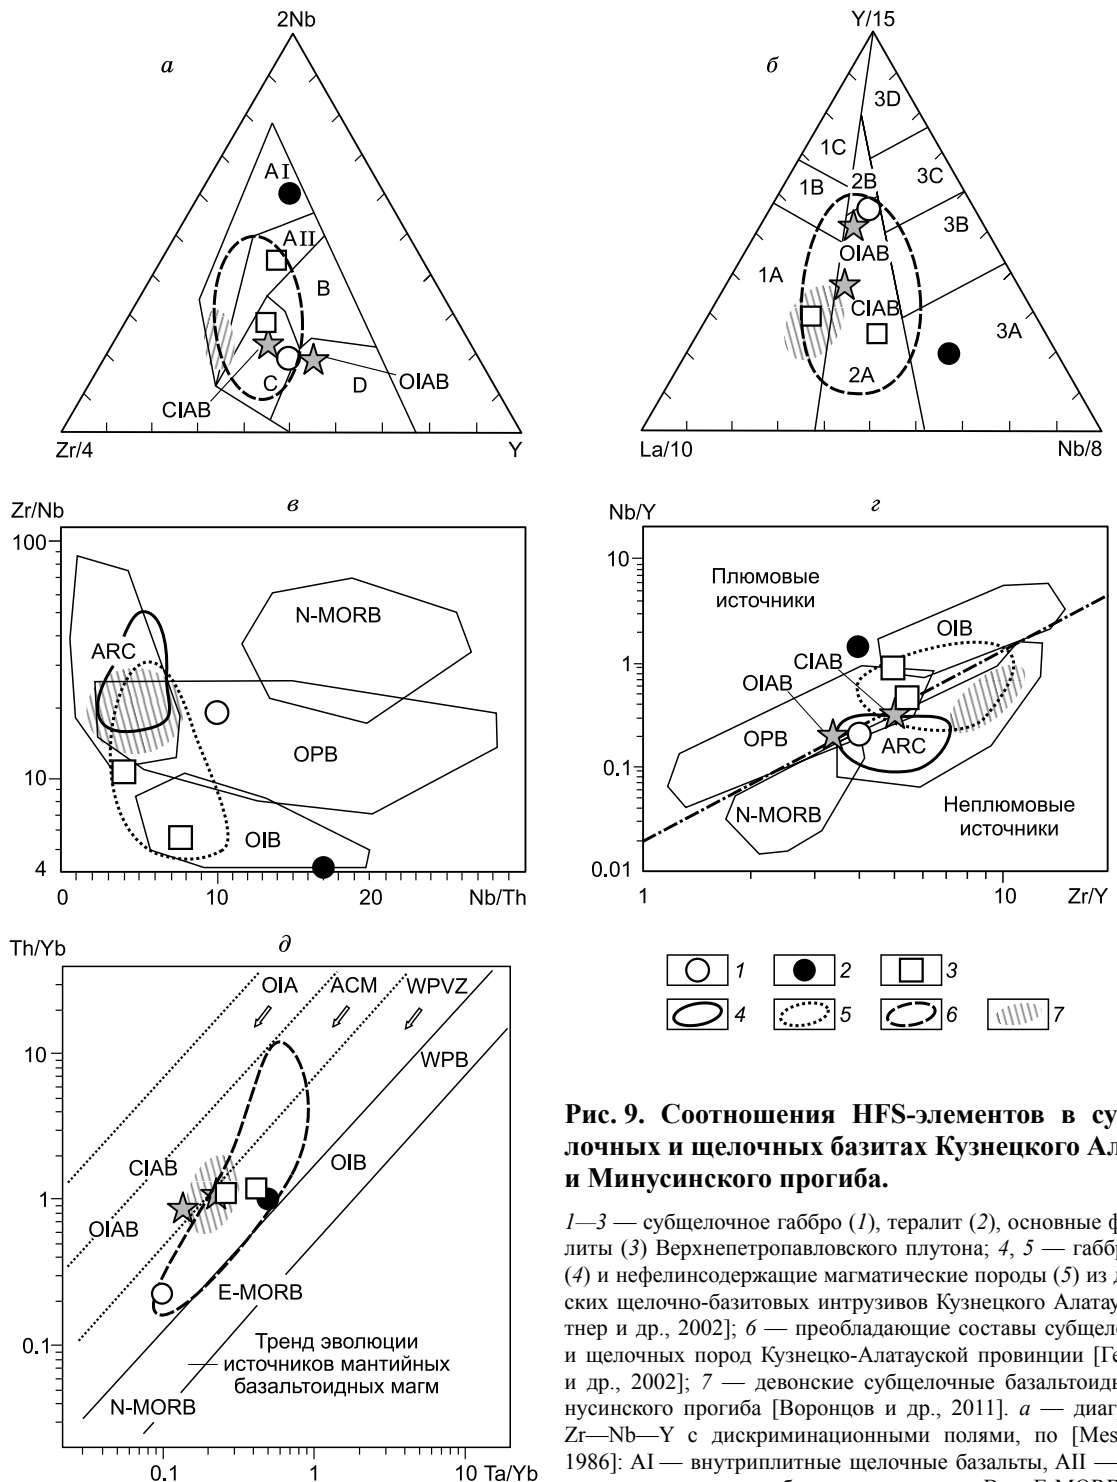 2Nb
а
AI
AII
B
C
D
CIAB
OIAB
Zr/4
Y
Y/15
б
3D
1C
2B
3C
1B
3B
OIAB
1A
CIAB
3A
2A
La/10
Nb/8
Zr/Nb
в
100
N-MORB
ARC
OPB
10
OIB
4
0
10
20
Nb/Th
Nb/Y
г
10
Плюмовые
источники
OIB
CIAB
1
OIAB
OPB
ARC
0.1
N-MORB
Неплюмовые
источники
0.01
1
10
Zr/Y
Th/Yb
д
OIA
ACM
WPVZ
10
WPB
CIAB
OIB
1
OIAB
E-MORB
0.1
Тренд эволюции
источников мантийных
базальтоидных магм
N-MORB
0.1
1
10
Ta/Yb
1
2
3
4
5
6
7
Рис. 9. Соотношения HFS-элементов в су
лочных и щелочных базитах Кузнецкого Ал
и Минусинского прогиба.
1—3 — субщелочное габбро (1), тералит (2), основные ф
литы (3) Верхнепетропавловского плутона; 4, 5 — габбр
(4) и нефелинсодержащие магматические породы (5) из д
ских щелочно-базитовых интрузивов Кузнецкого Алатау
тнер и др., 2002]; 6 — преобладающие составы субщело
и щелочных пород Кузнецко-Алатауской провинции [Ге
и др., 2002]; 7 — девонские субщелочные базальтоиды
нусинского прогиба [Воронцов и др., 2011]. а — диаг
Zr—Nb—Y с дискриминационными полями, по [Mes
1986]: AI — внутриплитные щелочные базальты, AII —